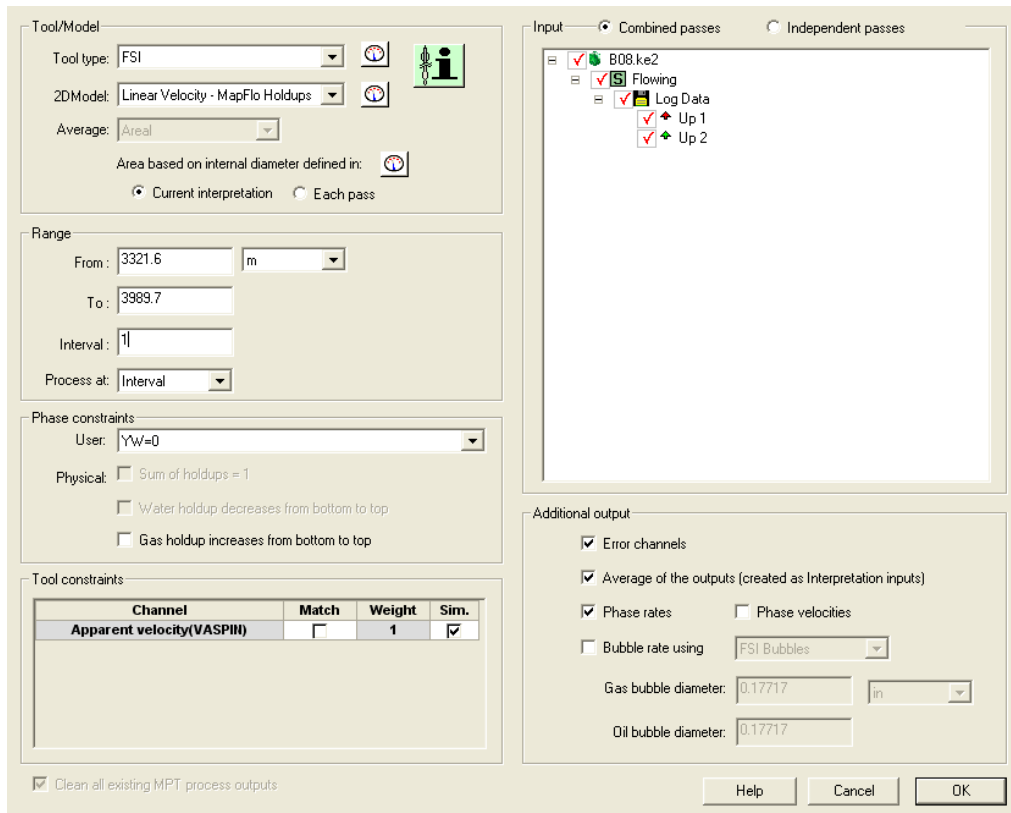 Tool/Model
Tool type: FSI
2DModel: Linear Velocity - MapFlo Holdups
Average: Areal
Area based on internal diameter defined in:
Current interpretation Each pass
Range
From : 3321.6 m
To : 3989.7
Interval : 1
Process at: Interval
Phase constraints
User: YW=0
Physical: Sum of holdups = 1
Water holdup decreases from bottom to top
Gas holdup increases from bottom to top
Tool constraints
Channel Match Weight Sim.
Apparent velocity(VASPIN) 1
Clean all existing MPT process outputs
Input Combined passes Independent passes
B08.ke2
S Flowing
Log Data
Up 1
Up 2
Additional output
Error channels
Average of the outputs (created as Interpretation inputs)
Phase rates Phase velocities
Bubble rate using FSI Bubbles
Gas bubble diameter: 0.17717 in
Oil bubble diameter: 0.17717
Help Cancel OK